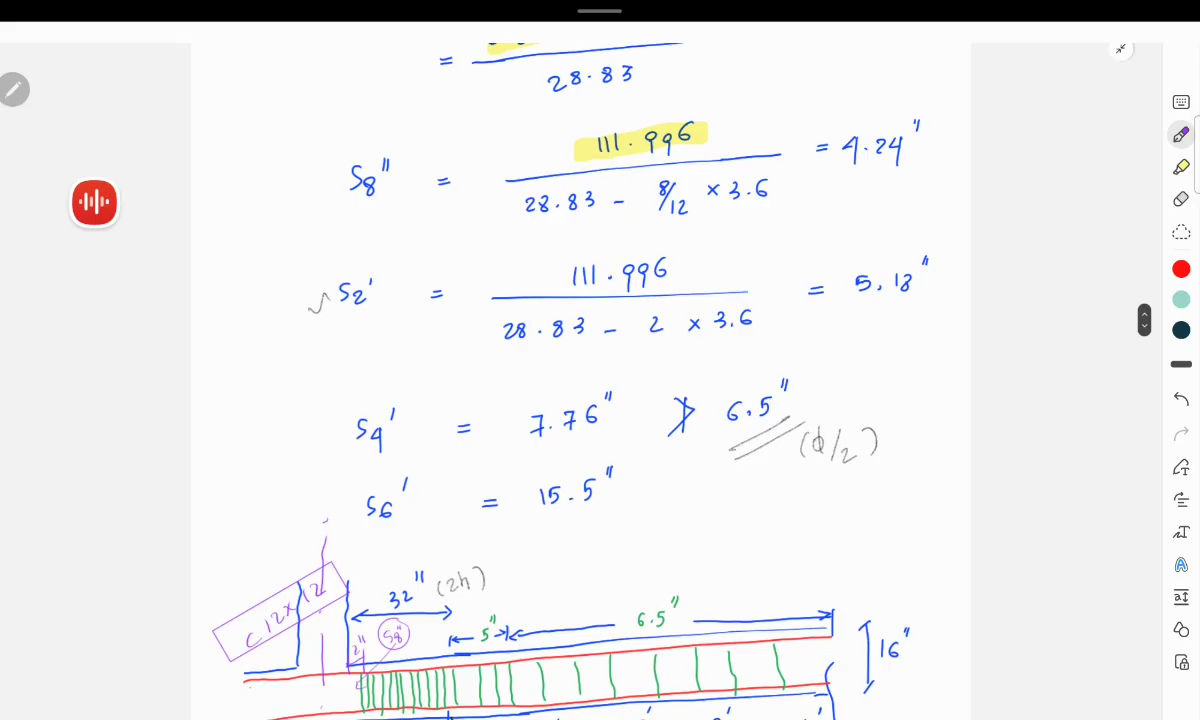 = / 28.83
S8" = 111.996 / 28.83 - 8/12 × 3.6 = 4.24"
S2' = 111.996 / 28.83 - 2 × 3.6 = 5.18"
S4' = 7.76" ≯ 6.5" (d/2)
S6' = 15.5"
C 12×12
32" (2h)
2" S8" 5" 6.5"
16"